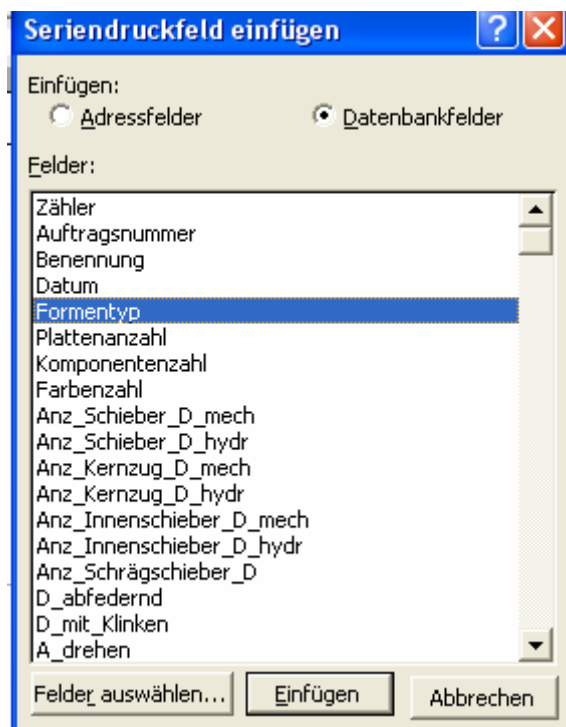 Seriendruckfeld einfügen
Einfügen:
Adressfelder Datenbankfelder
Felder:
Zähler
Auftragsnummer
Benennung
Datum
Formentyp
Plattenanzahl
Komponentenzahl
Farbenzahl
Anz_Schieber_D_mech
Anz_Schieber_D_hydr
Anz_Kernzug_D_mech
Anz_Kernzug_D_hydr
Anz_Innenschieber_D_mech
Anz_Innenschieber_D_hydr
Anz_Schrägschieber_D
D_abfedernd
D_mit_Klinken
A_drehen
Felder auswählen... Einfügen Abbrechen